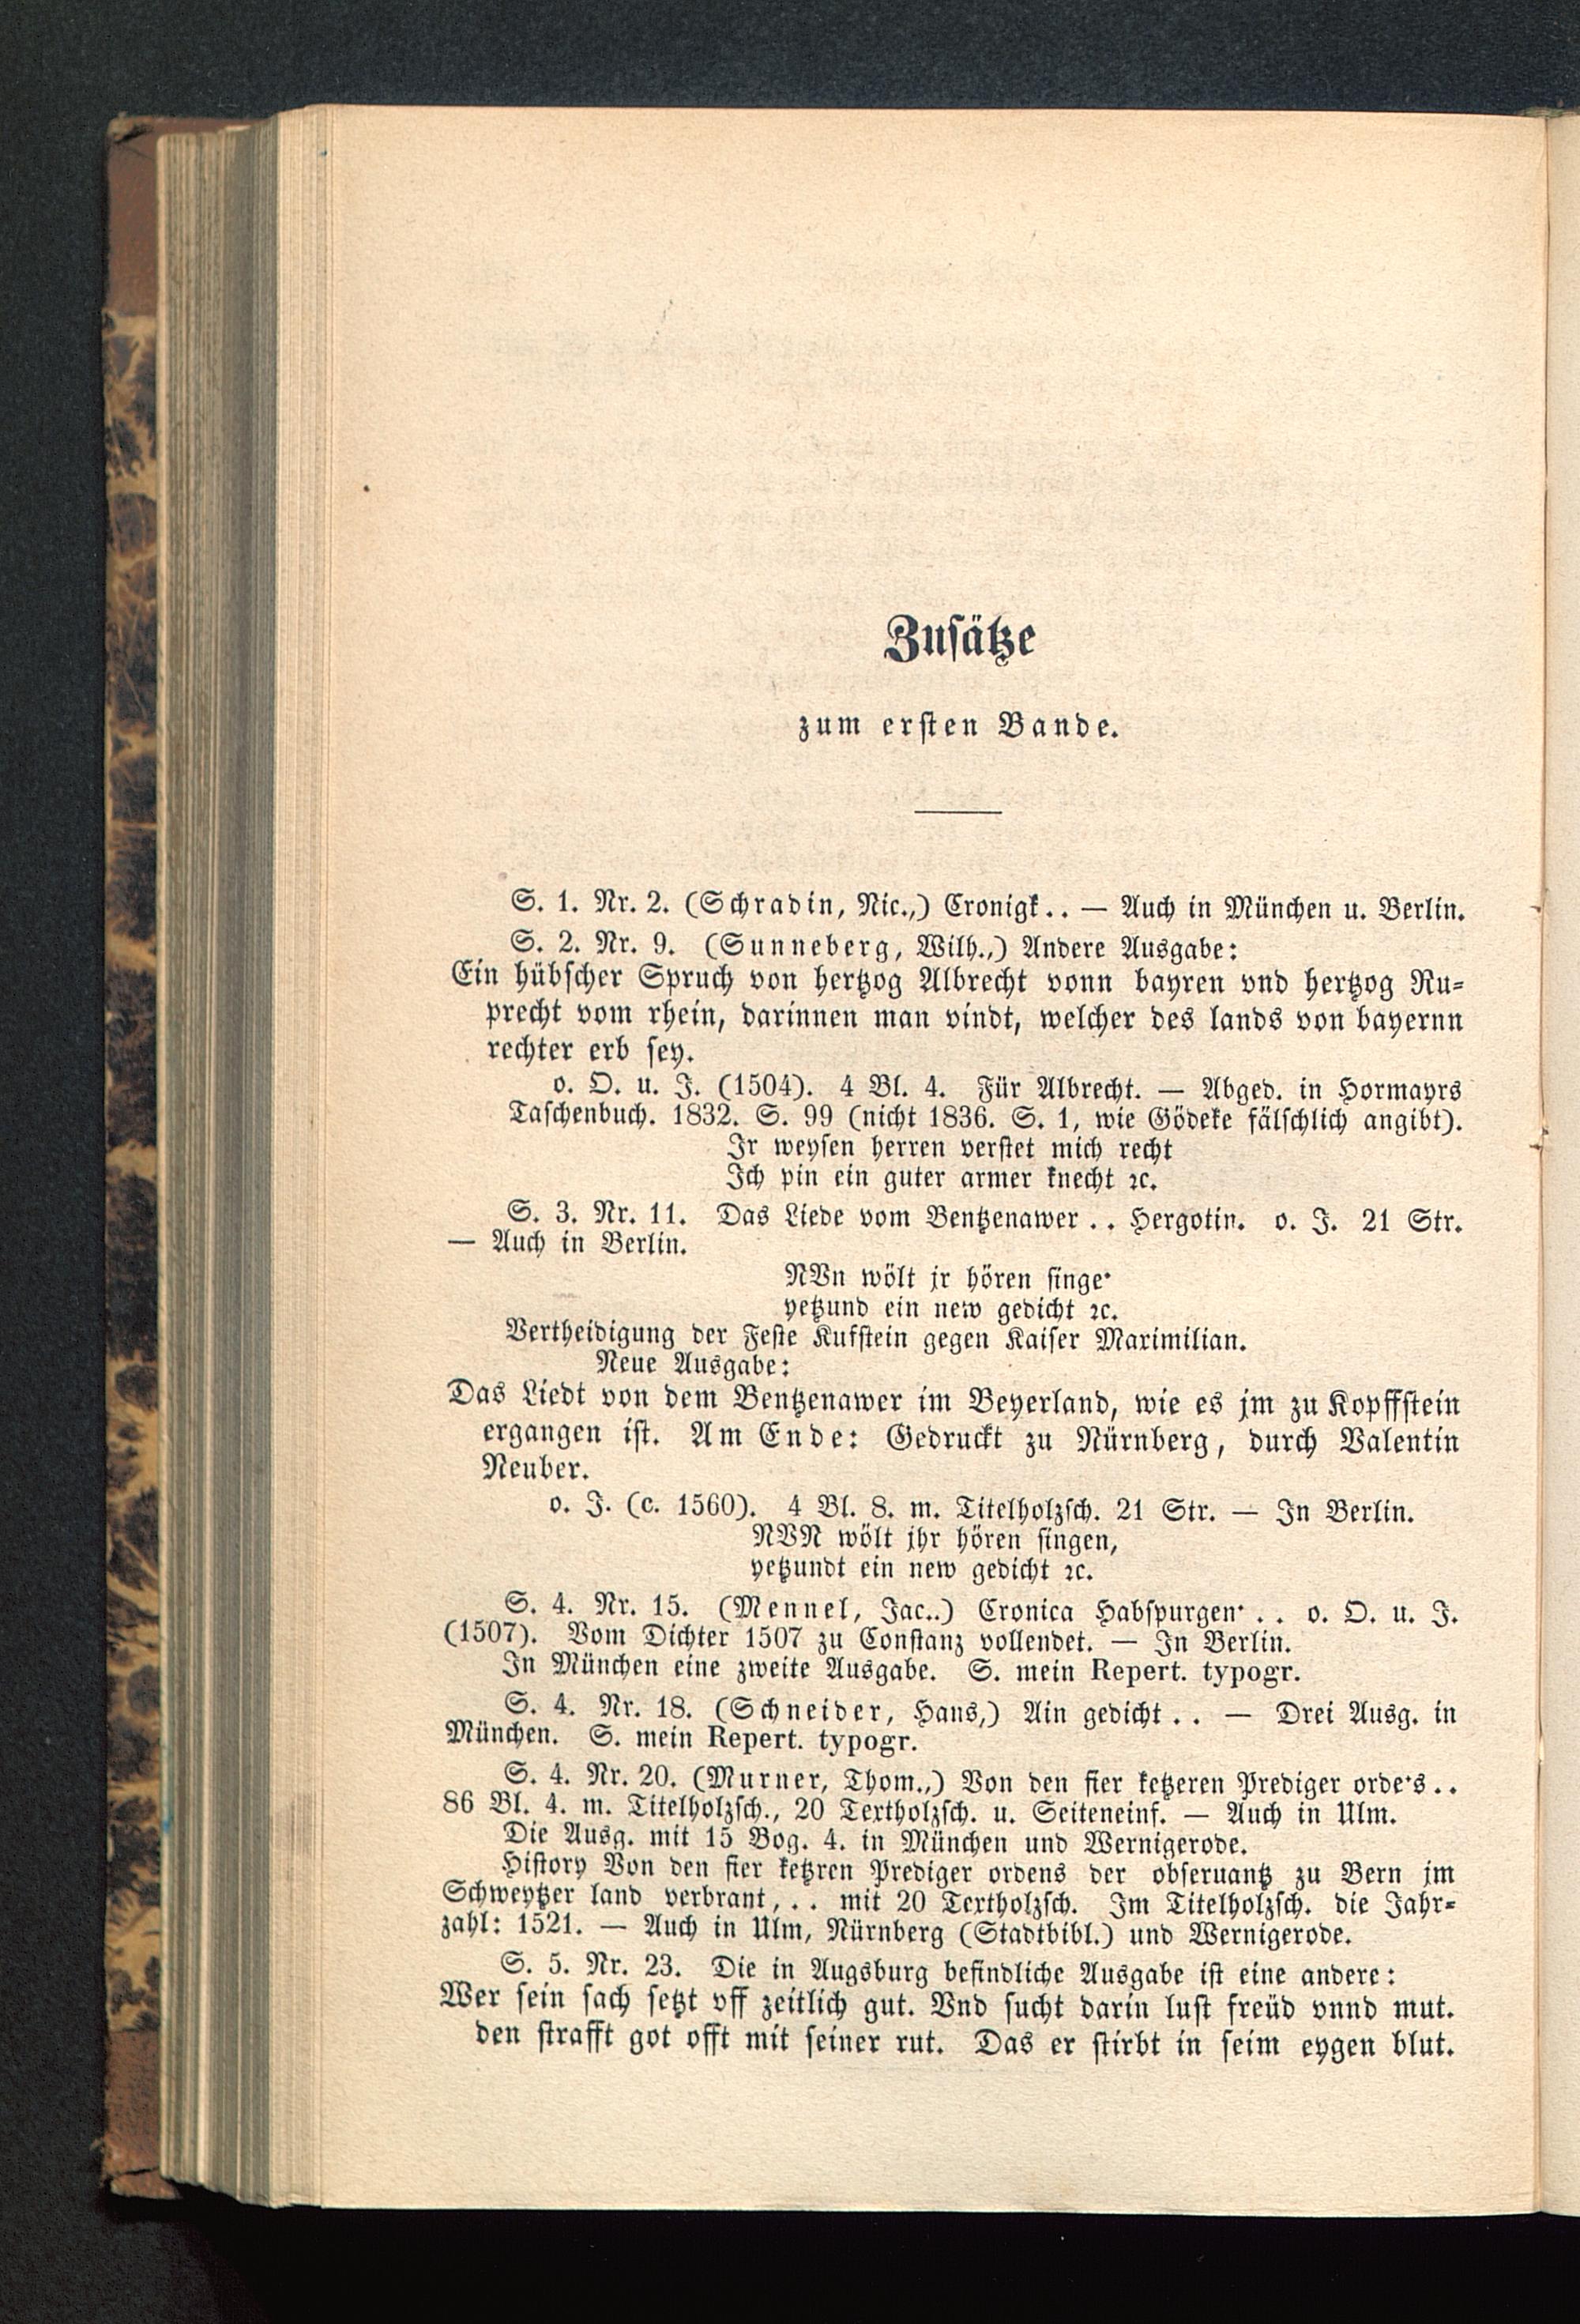 Zusätze
zum ersten Bande.
S. 1. Nr. 2. (Schradin, Nic.,) Cronigk.. — Auch in München u. Berlin.
S. 2. Nr. 9. (Sunneberg, Wilh.,) Andere Ausgabe:
Ein hübscher Spruch von hertzog Albrecht vonn bayren vnd hertzog Ru-
precht vom rhein, darinnen man vindt, welcher des lands von bayernn
rechter erb sey.
o. O. u. J. (1504). 4 Bl. 4. Für Albrecht. — Abged. in Hormayrs
Taschenbuch. 1832. S. 99 (nicht 1836. S. 1, wie Gödeke fälschlich angibt).
Ir weysen herren verstet mich recht
Ich pin ein guter armer knecht ꝛc.
S. 3. Nr. 11. Das Liede vom Bentzenawer.. Hergotin. o. J. 21 Str.
— Auch in Berlin.
NVn wölt jr hören singe·
yetzund ein new gedicht ꝛc.
Vertheidigung der Feste Kufstein gegen Kaiser Maximilian.
Neue Ausgabe:
Das Liedt von dem Bentzenawer im Beyerland, wie es jm zu Kopffstein
ergangen ist. Am Ende: Gedruckt zu Nürnberg, durch Valentin
Neuber.
o. J. (c. 1560). 4 Bl. 8. m. Titelholzsch. 21 Str. — In Berlin.
NVN wölt jhr hören singen,
yetzundt ein new gedicht ꝛc.
S. 4. Nr. 15. (Mennel, Jac..) Cronica Habspurgen·.. o. O. u. J.
(1507). Vom Dichter 1507 zu Constanz vollendet. — In Berlin.
In München eine zweite Ausgabe. S. mein Repert. typogr.
S. 4. Nr. 18. (Schneider, Hans,) Ain gedicht.. — Drei Ausg. in
München. S. mein Repert. typogr.
S. 4. Nr. 20. (Murner, Thom.,) Von den fier ketzeren Prediger orde·s..
86 Bl. 4. m. Titelholzsch., 20 Textholzsch. u. Seiteneinf. — Auch in Ulm.
Die Ausg. mit 15 Bog. 4. in München und Wernigerode.
History Von den fier ketzren Prediger ordens der obseruantz zu Bern jm
Schweytzer land verbrant,.. mit 20 Textholzsch. Im Titelholzsch. die Jahr-
zahl: 1521. — Auch in Ulm, Nürnberg (Stadtbibl.) und Wernigerode.
S. 5. Nr. 23. Die in Augsburg befindliche Ausgabe ist eine andere:
Wer sein sach setzt vff zeitlich gut. Vnd sucht darin lust freüd vnnd mut.
den strafft got offt mit seiner rut. Das er stirbt in seim eygen blut.